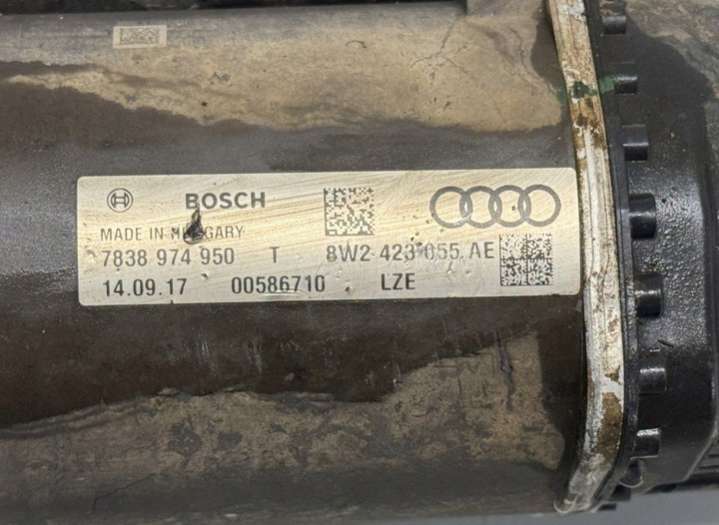 BOSCH
MADE IN HUNGARY
7838 974 950 T 8W2 423 055 AE
14.09.17 00586710 LZE